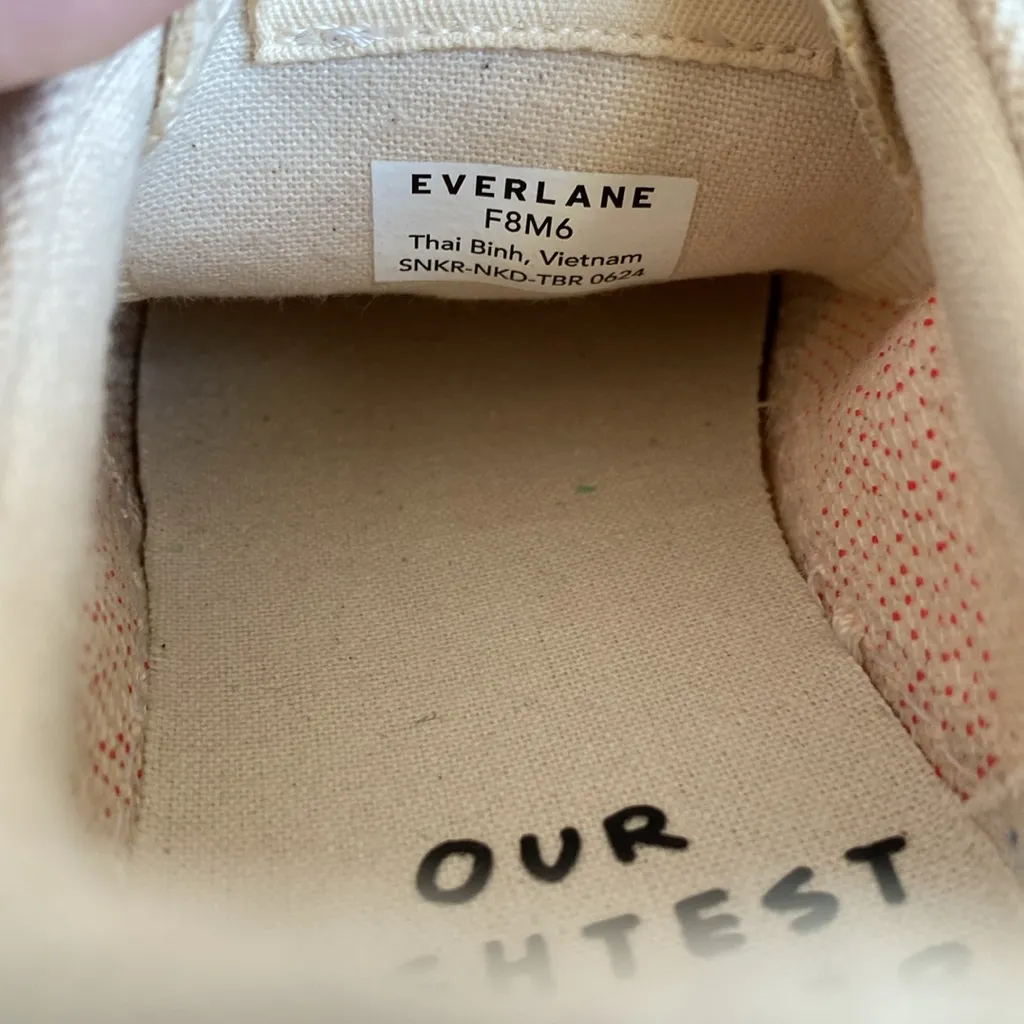 EVERLANE
F8M6
Thai Binh, Vietnam
SNKR-NKD-TBR 0624
OUR